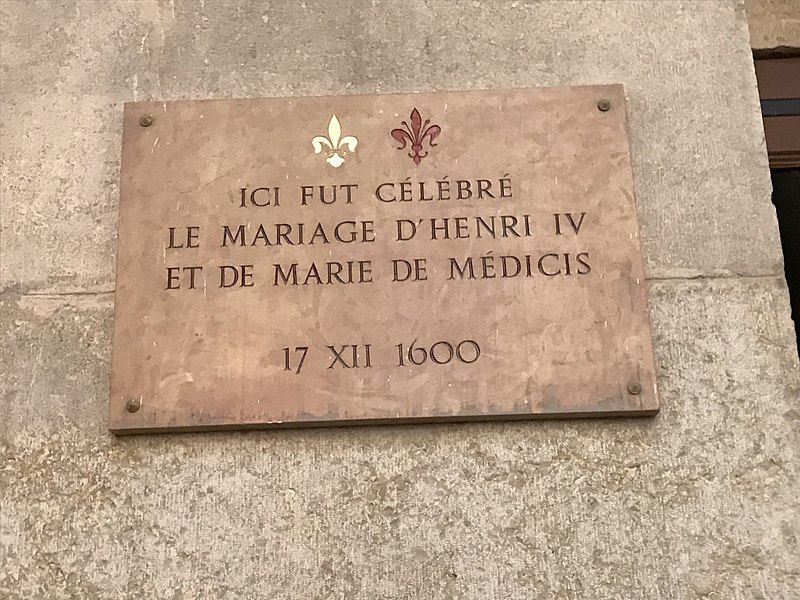 ICI FUT CÉLÉBRÉ
LE MARIAGE D'HENRI IV
ET DE MARIE DE MÉDICIS
17 XII 1600